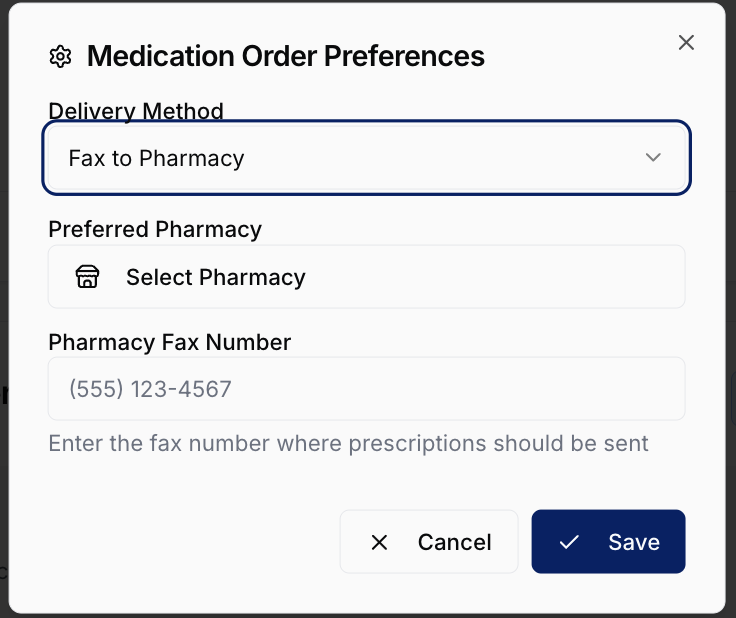 Medication Order Preferences
Delivery Method
Fax to Pharmacy
Preferred Pharmacy
Select Pharmacy
Pharmacy Fax Number
(555) 123-4567
Enter the fax number where prescriptions should be sent
Cancel
Save